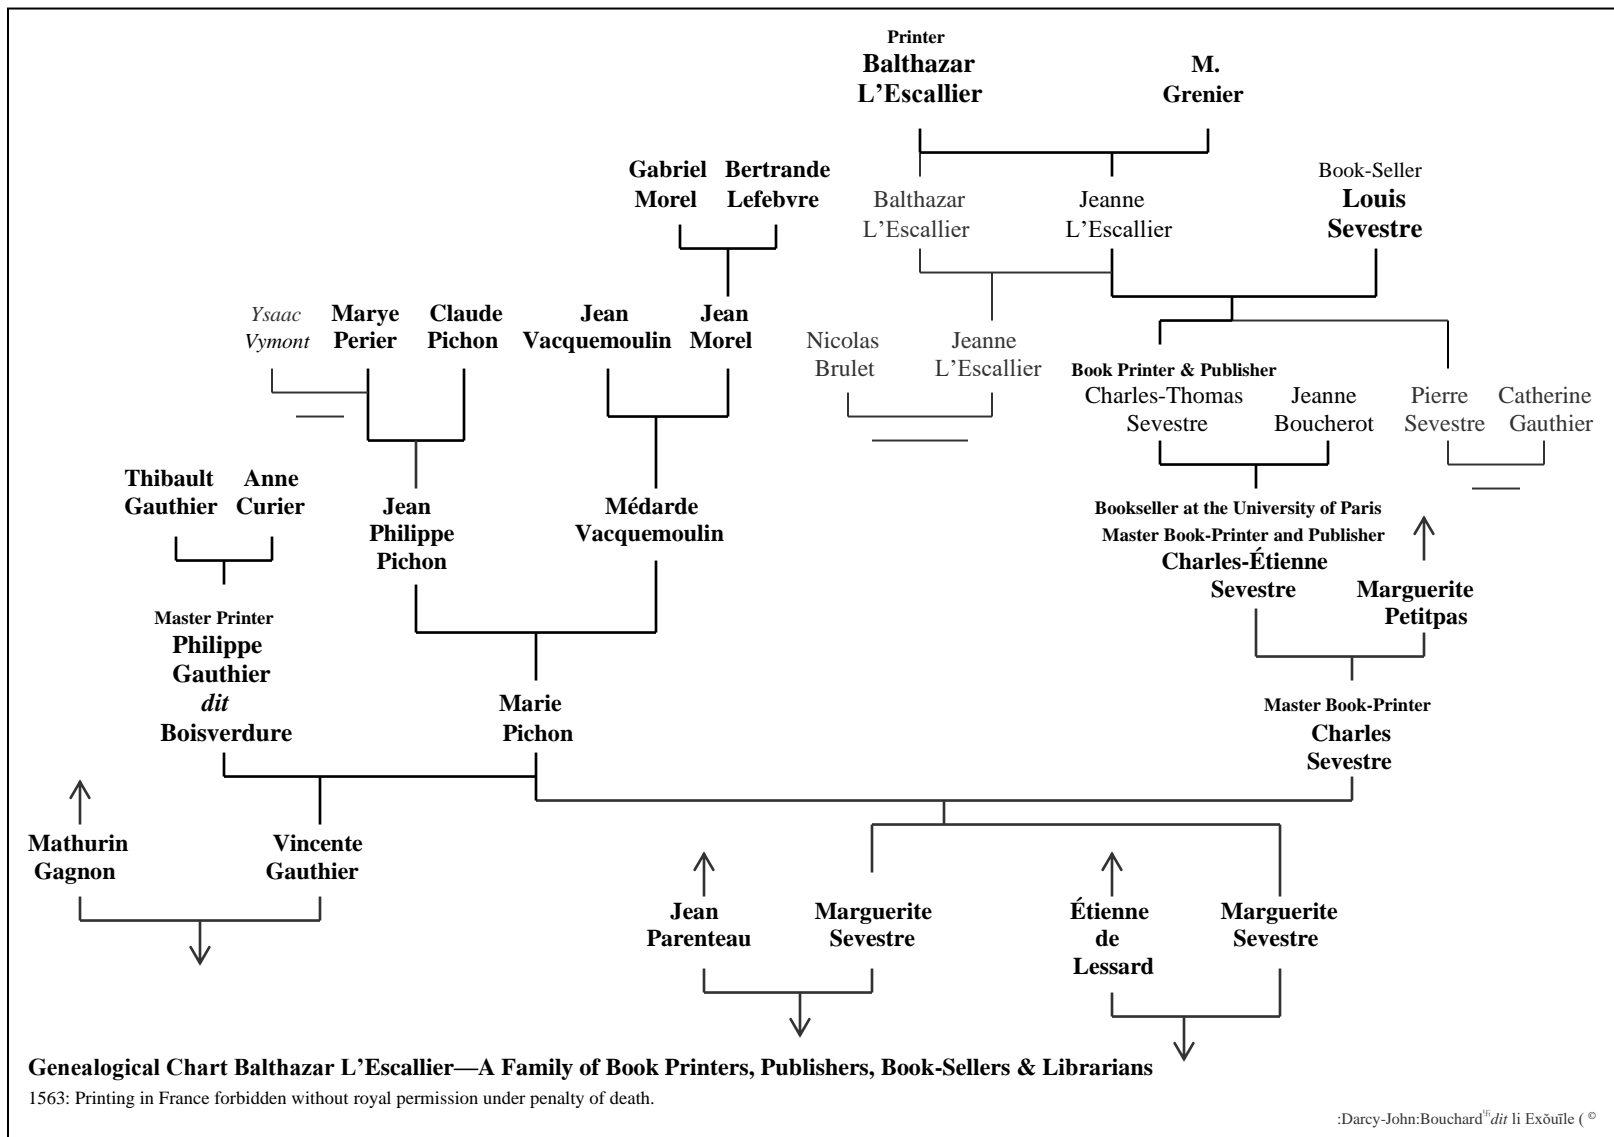 Printer
Balthazar
L’Escallier
M.
Grenier
Gabriel
Morel
Bertrande
Lefebvre
Balthazar
L’Escallier
Jeanne
L’Escallier
Book-Seller
Louis
Sevestre
Ysaac
Vymont
Marye
Perier
Claude
Pichon
Jean
Vacquemoulin
Jean
Morel
Nicolas
Brulet
Jeanne
L’Escallier
Book Printer & Publisher
Charles-Thomas
Sevestre
Jeanne
Boucherot
Pierre
Sevestre
Catherine
Gauthier
Thibault
Gauthier
Anne
Curier
Jean
Philippe
Pichon
Médarde
Vacquemoulin
Bookseller at the University of Paris
Master Book-Printer and Publisher
Charles-Étienne
Sevestre
Marguerite
Petitpas
Master Printer
Philippe
Gauthier
dit
Boisverdure
Marie
Pichon
Master Book-Printer
Charles
Sevestre
Mathurin
Gagnon
Vincente
Gauthier
Jean
Parenteau
Marguerite
Sevestre
Étienne
de
Lessard
Marguerite
Sevestre
Genealogical Chart Balthazar L’Escallier—A Family of Book Printers, Publishers, Book-Sellers & Librarians
1563: Printing in France forbidden without royal permission under penalty of death.
:Darcy-John:Bouchard dit li Exŏuīle ( ©